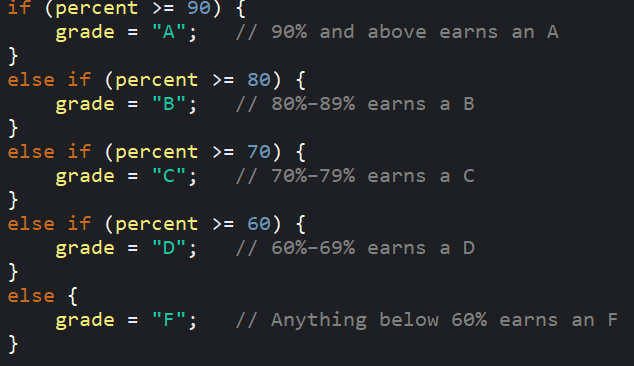 if (percent >= 90) {
    grade = "A";   // 90% and above earns an A
}
else if (percent >= 80) {
    grade = "B";   // 80%–89% earns a B
}
else if (percent >= 70) {
    grade = "C";   // 70%–79% earns a C
}
else if (percent >= 60) {
    grade = "D";   // 60%–69% earns a D
}
else {
    grade = "F";   // Anything below 60% earns an F
}